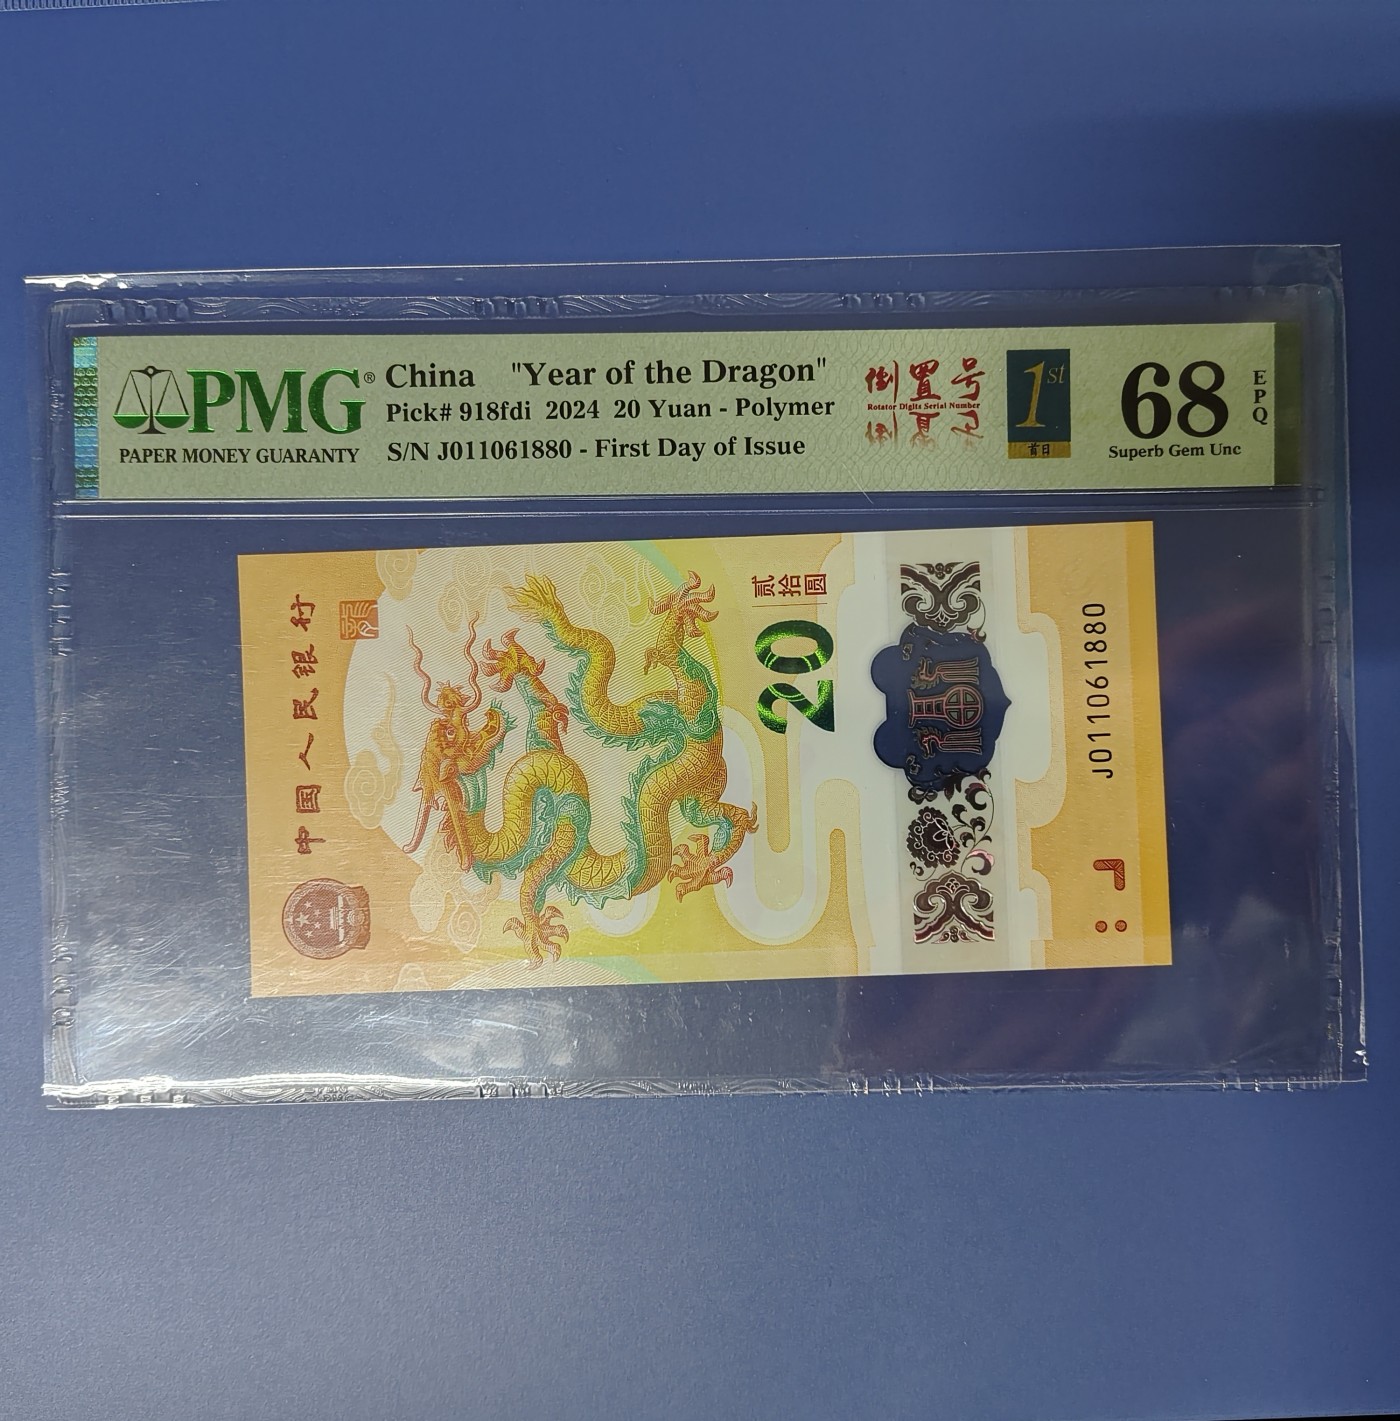 PMG®
PAPER MONEY GUARANTY
China "Year of the Dragon"
Pick# 918fdi 2024 20 Yuan - Polymer
S/N J011061880 - First Day of Issue
倒置号
Rotator Digits Serial Number
1st
首日
68
EPQ
Superb Gem Unc
中国人民银行
贰拾圆
20
J011061880